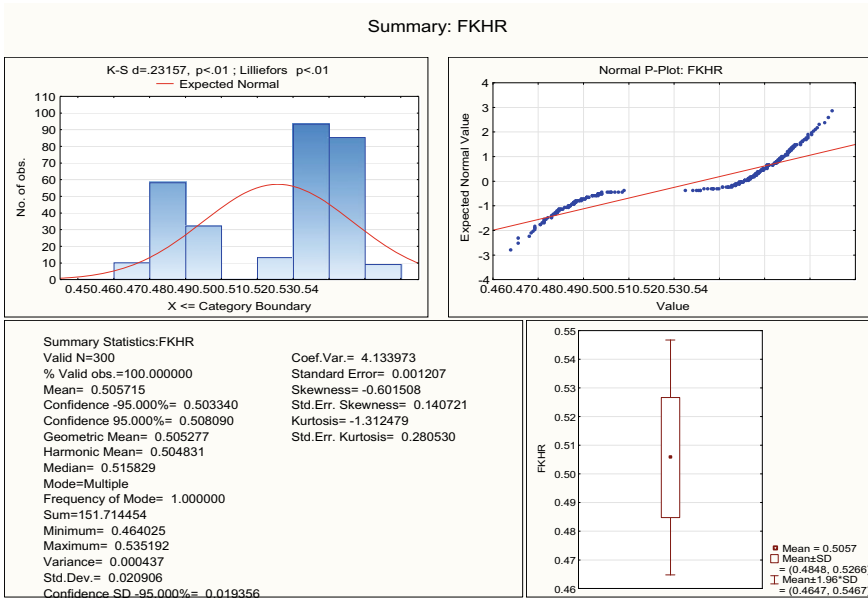 Summary: FKHR
K-S d=.23157, p<.01 ; Lilliefors p<.01
Expected Normal
110
100
90
80
70
60
50
40
30
20
10
0
No. of obs.
0.450.460.470.480.490.500.510.520.530.54
X <= Category Boundary
Normal P-Plot: FKHR
4
3
2
1
0
-1
-2
-3
-4
Expected Normal Value
0.460.470.480.490.500.510.520.530.54
Value
Summary Statistics:FKHR
Valid N=300
% Valid obs.=100.000000
Mean= 0.505715
Confidence -95.000%= 0.503340
Confidence 95.000%= 0.508090
Geometric Mean= 0.505277
Harmonic Mean= 0.504831
Median= 0.515829
Mode=Multiple
Frequency of Mode= 1.000000
Sum=151.714454
Minimum= 0.464025
Maximum= 0.535192
Variance= 0.000437
Std.Dev.= 0.020906
Confidence SD -95.000%= 0.019356
Coef.Var.= 4.133973
Standard Error= 0.001207
Skewness= -0.601508
Std.Err. Skewness= 0.140721
Kurtosis= -1.312479
Std.Err. Kurtosis= 0.280530
0.55
0.54
0.53
0.52
0.51
0.50
0.49
0.48
0.47
0.46
FKHR
Mean = 0.5057
Mean±SD
= (0.4848, 0.5266)
Mean±1.96*SD
= (0.4647, 0.5467)